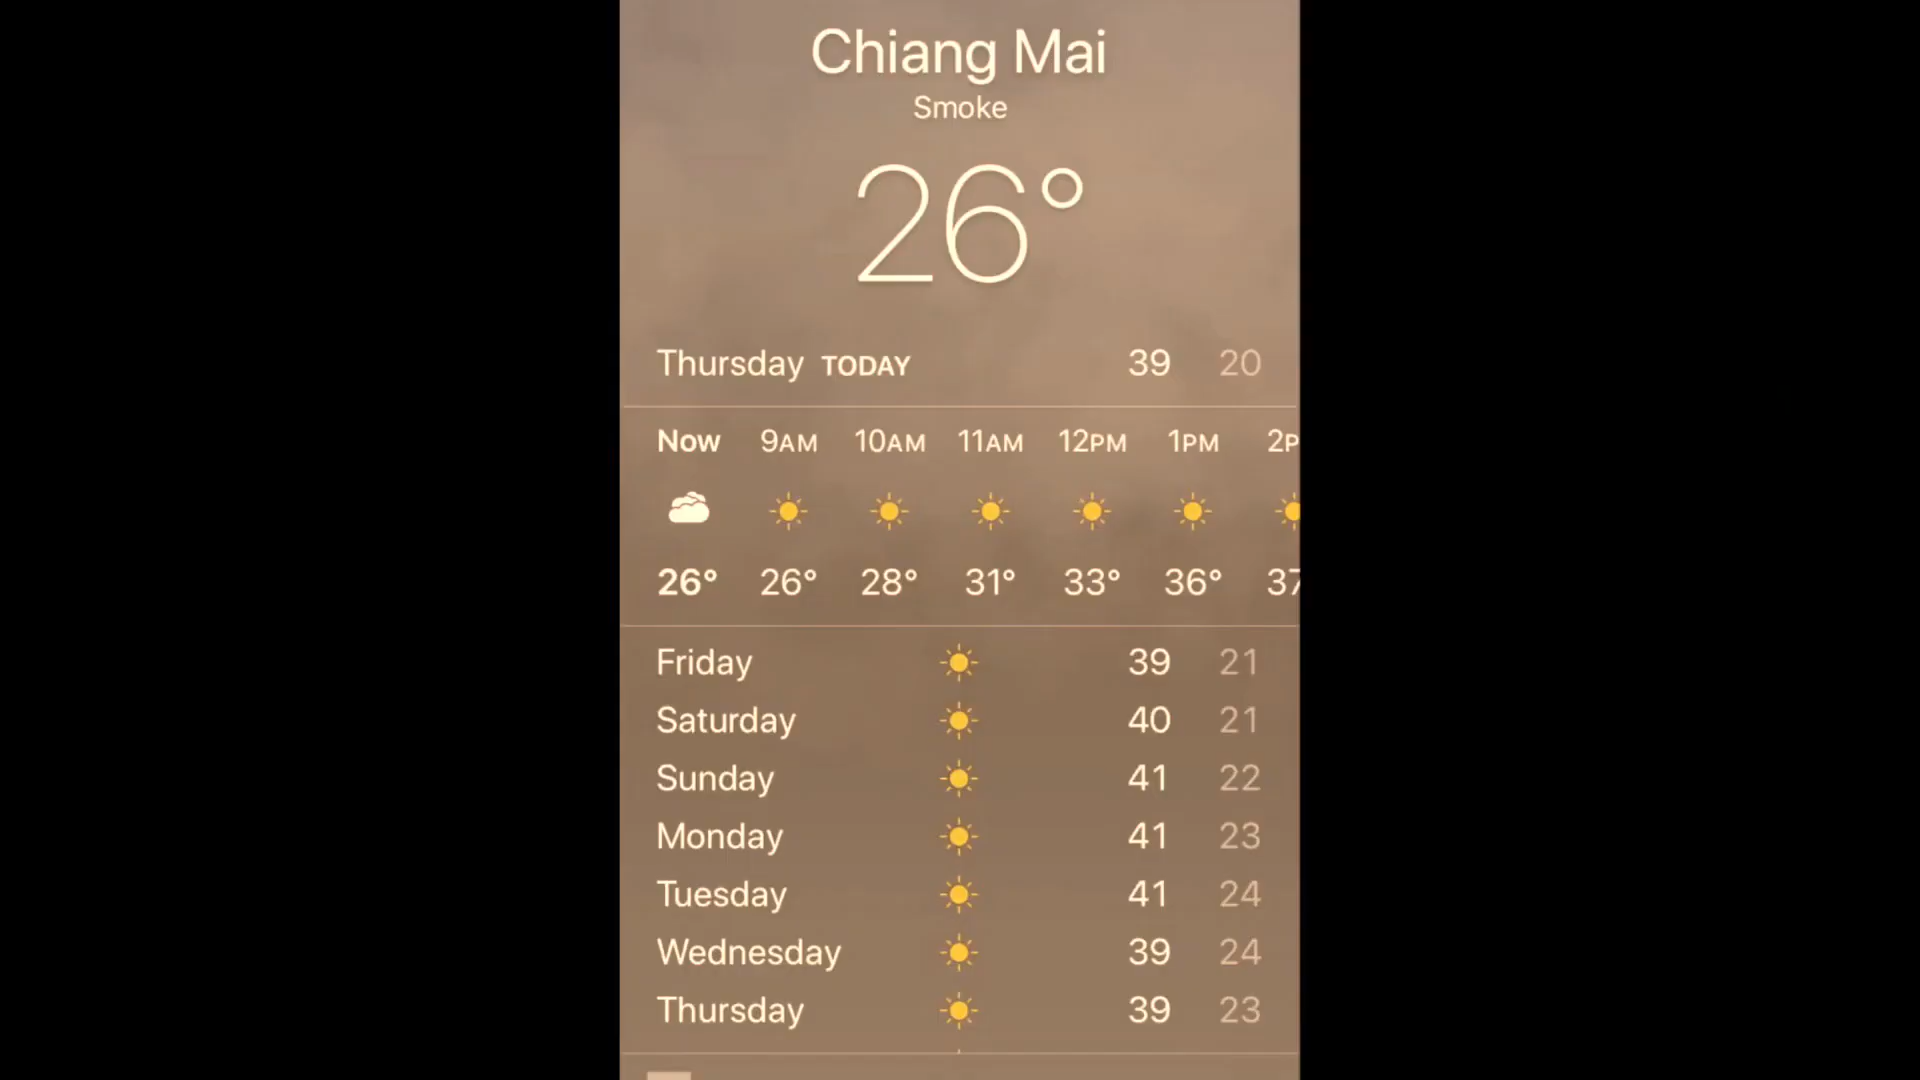 Chiang Mai
Smoke
26°
Thursday TODAY 39 20
Now 9AM 10AM 11AM 12PM 1PM 2P
26° 26° 28° 31° 33° 36° 37
Friday 39 21
Saturday 40 21
Sunday 41 22
Monday 41 23
Tuesday 41 24
Wednesday 39 24
Thursday 39 23